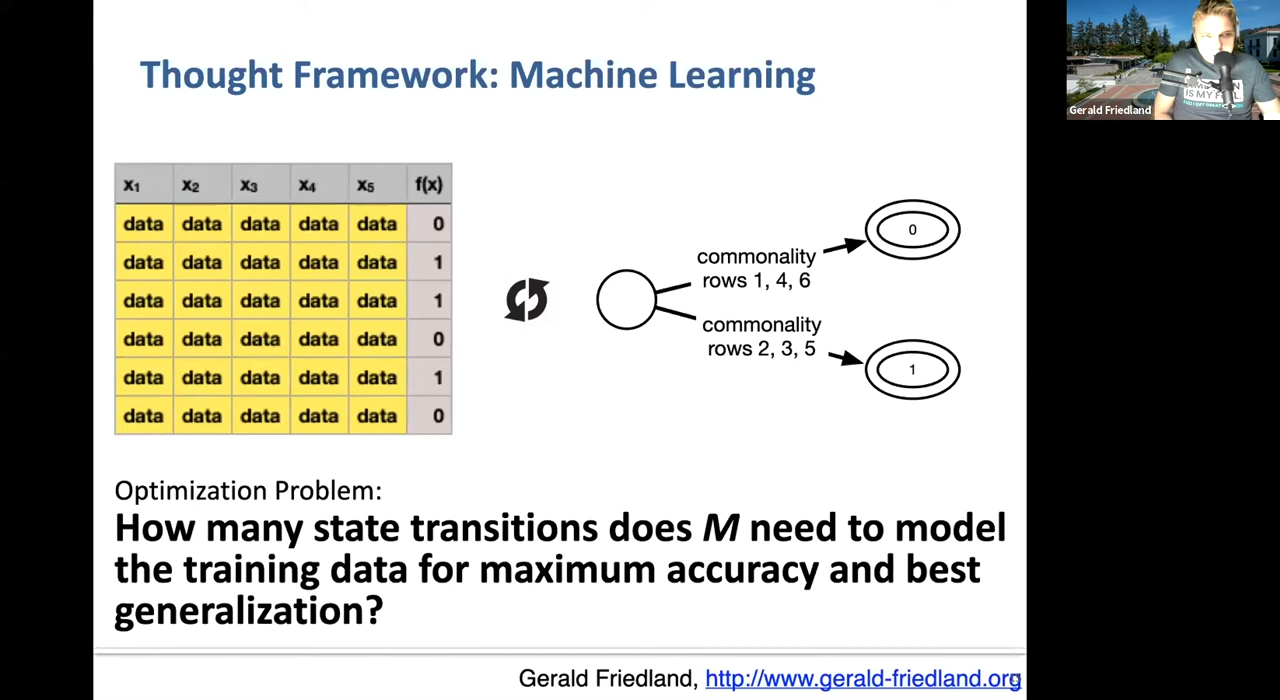 Thought Framework: Machine Learning
Gerald Friedland
x1 x2 x3 x4 x5 f(x)
data data data data data 0
data data data data data 1
data data data data data 1
data data data data data 0
data data data data data 1
data data data data data 0
commonality
rows 1, 4, 6
0
commonality
rows 2, 3, 5
1
Optimization Problem:
How many state transitions does M need to model
the training data for maximum accuracy and best
generalization?
Gerald Friedland, http://www.gerald-friedland.org